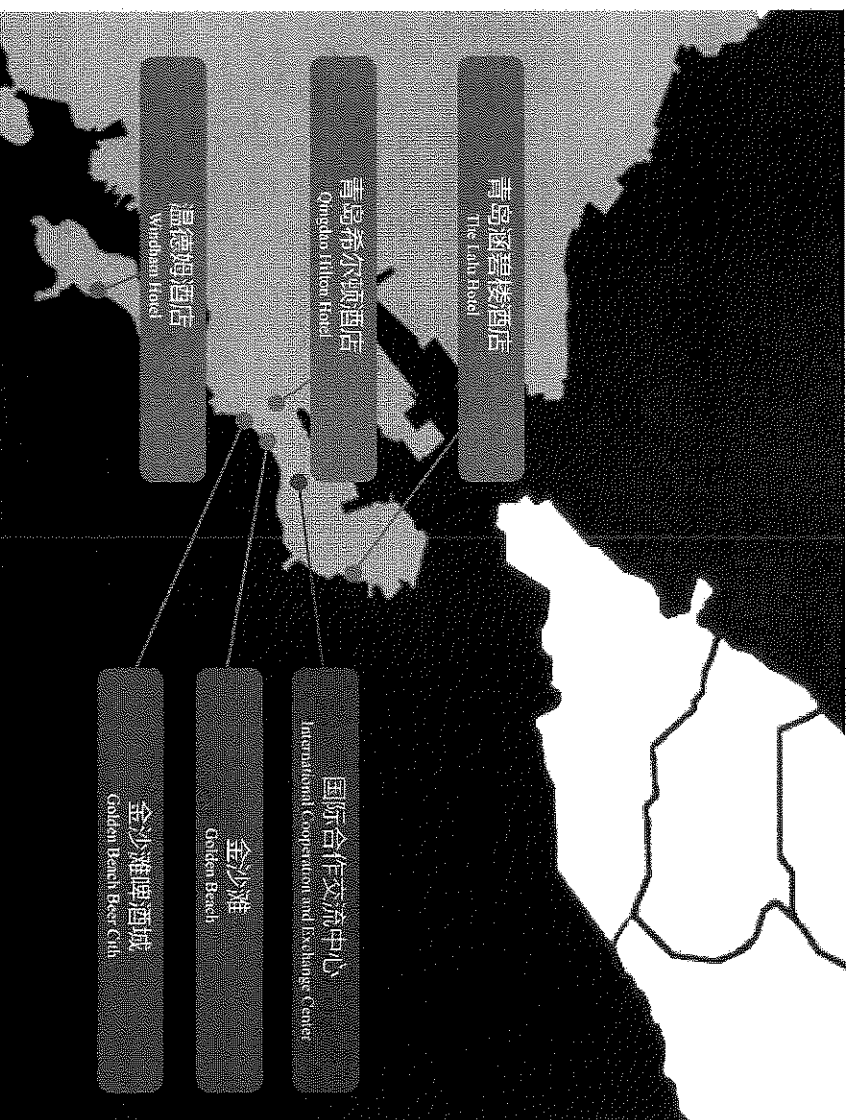 青岛涵碧楼酒店
The Lalu Hotel
青岛希尔顿酒店
Qingdao Hilton Hotel
温德姆酒店
Hotel
国际合作交流中心
International Cooperation and Exchange Center
金沙滩
Golden Beach
金沙滩啤酒城
Golden Beach Beer